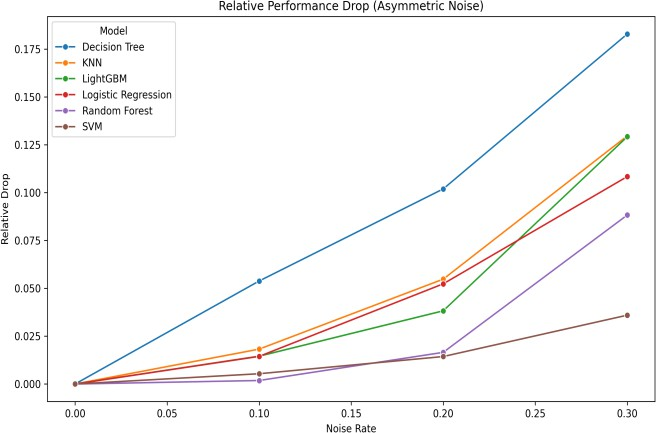 Relative Performance Drop (Asymmetric Noise)
Model
Decision Tree
KNN
LightGBM
Logistic Regression
Random Forest
SVM
Relative Drop
0.175
0.150
0.125
0.100
0.075
0.050
0.025
0.000
0.00 0.05 0.10 0.15 0.20 0.25 0.30
Noise Rate